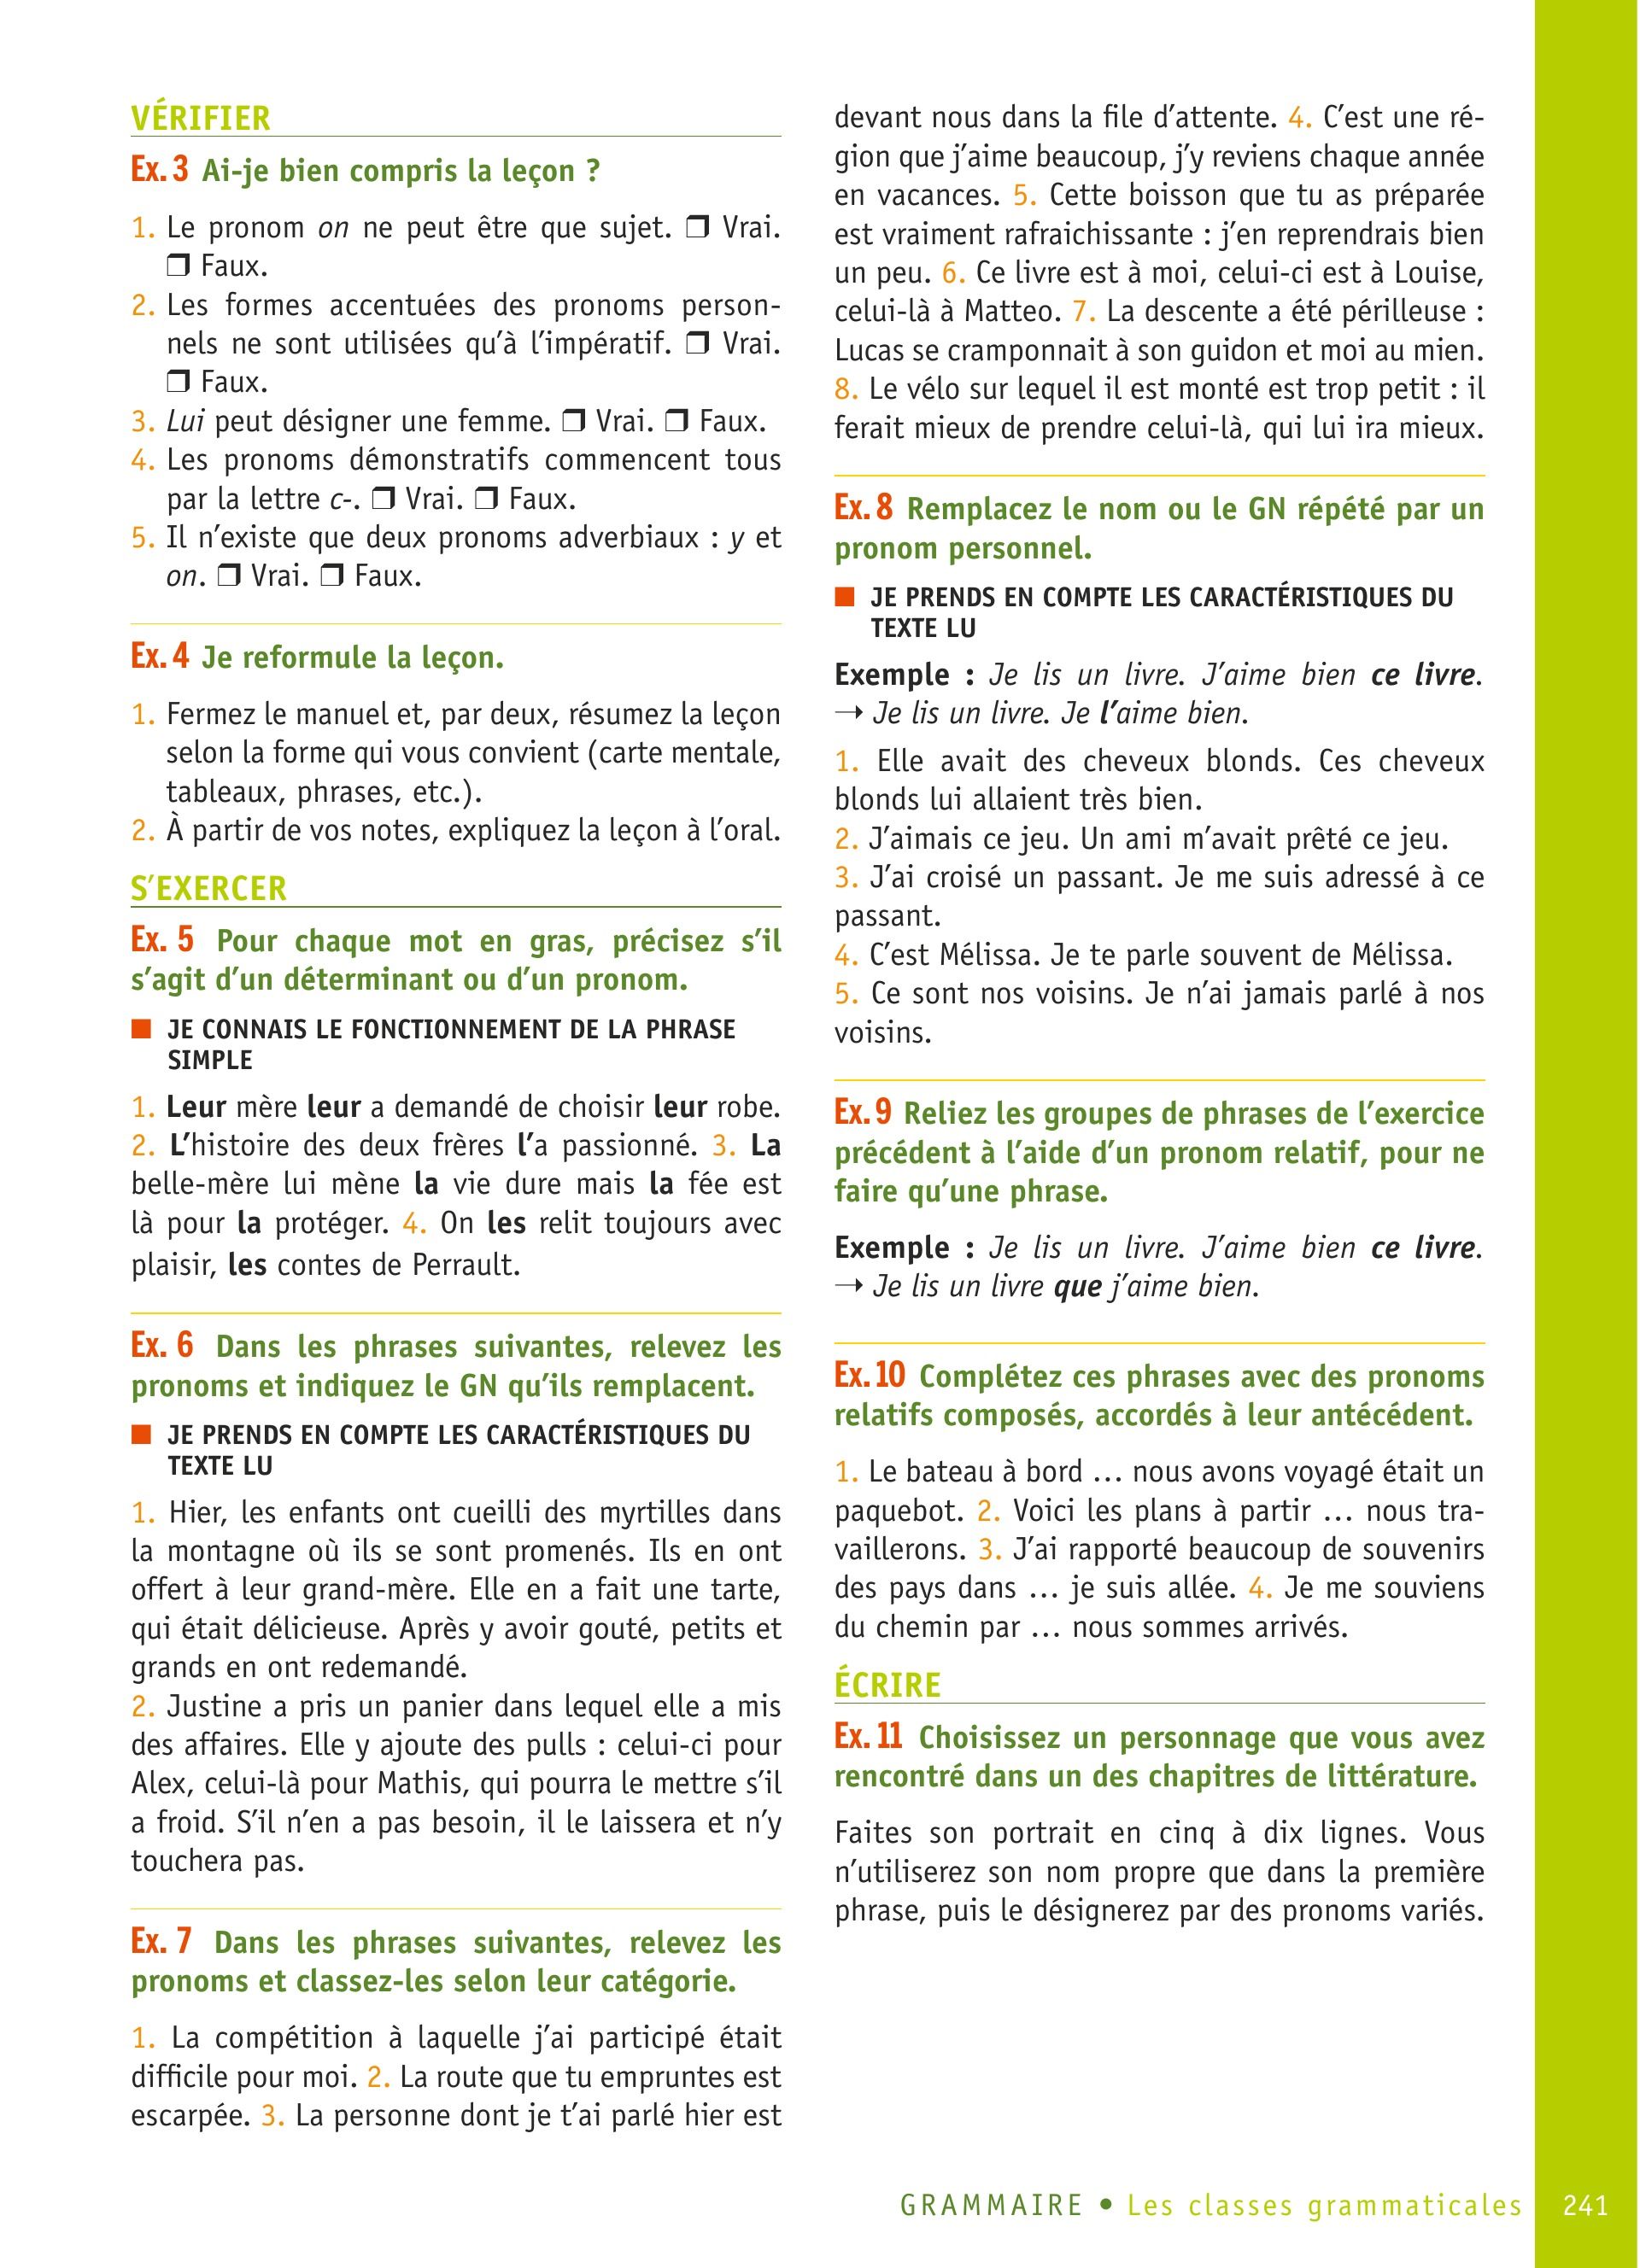 VÉRIFIER
Ex. 3 Ai-je bien compris la leçon ?
1. Le pronom on ne peut être que sujet. ❒ Vrai.
❒ Faux.
2. Les formes accentuées des pronoms person-
nels ne sont utilisées qu’à l’impératif. ❒ Vrai.
❒ Faux.
3. Lui peut désigner une femme. ❒ Vrai. ❒ Faux.
4. Les pronoms démonstratifs commencent tous
par la lettre c-. ❒ Vrai. ❒ Faux.
5. Il n’existe que deux pronoms adverbiaux : y et
on. ❒ Vrai. ❒ Faux.
Ex. 4 Je reformule la leçon.
1. Fermez le manuel et, par deux, résumez la leçon
selon la forme qui vous convient (carte mentale,
tableaux, phrases, etc.).
2. À partir de vos notes, expliquez la leçon à l’oral.
S’EXERCER
Ex. 5 Pour chaque mot en gras, précisez s’il
s’agit d’un déterminant ou d’un pronom.
■ JE CONNAIS LE FONCTIONNEMENT DE LA PHRASE
SIMPLE
1. Leur mère leur a demandé de choisir leur robe.
2. L’histoire des deux frères l’a passionné. 3. La
belle-mère lui mène la vie dure mais la fée est
là pour la protéger. 4. On les relit toujours avec
plaisir, les contes de Perrault.
Ex. 6 Dans les phrases suivantes, relevez les
pronoms et indiquez le GN qu’ils remplacent.
■ JE PRENDS EN COMPTE LES CARACTÉRISTIQUES DU
TEXTE LU
1. Hier, les enfants ont cueilli des myrtilles dans
la montagne où ils se sont promenés. Ils en ont
offert à leur grand-mère. Elle en a fait une tarte,
qui était délicieuse. Après y avoir gouté, petits et
grands en ont redemandé.
2. Justine a pris un panier dans lequel elle a mis
des affaires. Elle y ajoute des pulls : celui-ci pour
Alex, celui-là pour Mathis, qui pourra le mettre s’il
a froid. S’il n’en a pas besoin, il le laissera et n’y
touchera pas.
Ex. 7 Dans les phrases suivantes, relevez les
pronoms et classez-les selon leur catégorie.
1. La compétition à laquelle j’ai participé était
difficile pour moi. 2. La route que tu empruntes est
escarpée. 3. La personne dont je t’ai parlé hier est
devant nous dans la file d’attente. 4. C’est une ré-
gion que j’aime beaucoup, j’y reviens chaque année
en vacances. 5. Cette boisson que tu as préparée
est vraiment rafraichissante : j’en reprendrais bien
un peu. 6. Ce livre est à moi, celui-ci est à Louise,
celui-là à Matteo. 7. La descente a été périlleuse :
Lucas se cramponnait à son guidon et moi au mien.
8. Le vélo sur lequel il est monté est trop petit : il
ferait mieux de prendre celui-là, qui lui ira mieux.
Ex. 8 Remplacez le nom ou le GN répété par un
pronom personnel.
■ JE PRENDS EN COMPTE LES CARACTÉRISTIQUES DU
TEXTE LU
Exemple : Je lis un livre. J’aime bien ce livre.
→ Je lis un livre. Je l’aime bien.
1. Elle avait des cheveux blonds. Ces cheveux
blonds lui allaient très bien.
2. J’aimais ce jeu. Un ami m’avait prêté ce jeu.
3. J’ai croisé un passant. Je me suis adressé à ce
passant.
4. C’est Mélissa. Je te parle souvent de Mélissa.
5. Ce sont nos voisins. Je n’ai jamais parlé à nos
voisins.
Ex. 9 Reliez les groupes de phrases de l’exercice
précédent à l’aide d’un pronom relatif, pour ne
faire qu’une phrase.
Exemple : Je lis un livre. J’aime bien ce livre.
→ Je lis un livre que j’aime bien.
Ex. 10 Complétez ces phrases avec des pronoms
relatifs composés, accordés à leur antécédent.
1. Le bateau à bord … nous avons voyagé était un
paquebot. 2. Voici les plans à partir … nous tra-
vaillerons. 3. J’ai rapporté beaucoup de souvenirs
des pays dans … je suis allée. 4. Je me souviens
du chemin par … nous sommes arrivés.
ÉCRIRE
Ex. 11 Choisissez un personnage que vous avez
rencontré dans un des chapitres de littérature.
Faites son portrait en cinq à dix lignes. Vous
n’utiliserez son nom propre que dans la première
phrase, puis le désignerez par des pronoms variés.
GRAMMAIRE • Les classes grammaticales 241